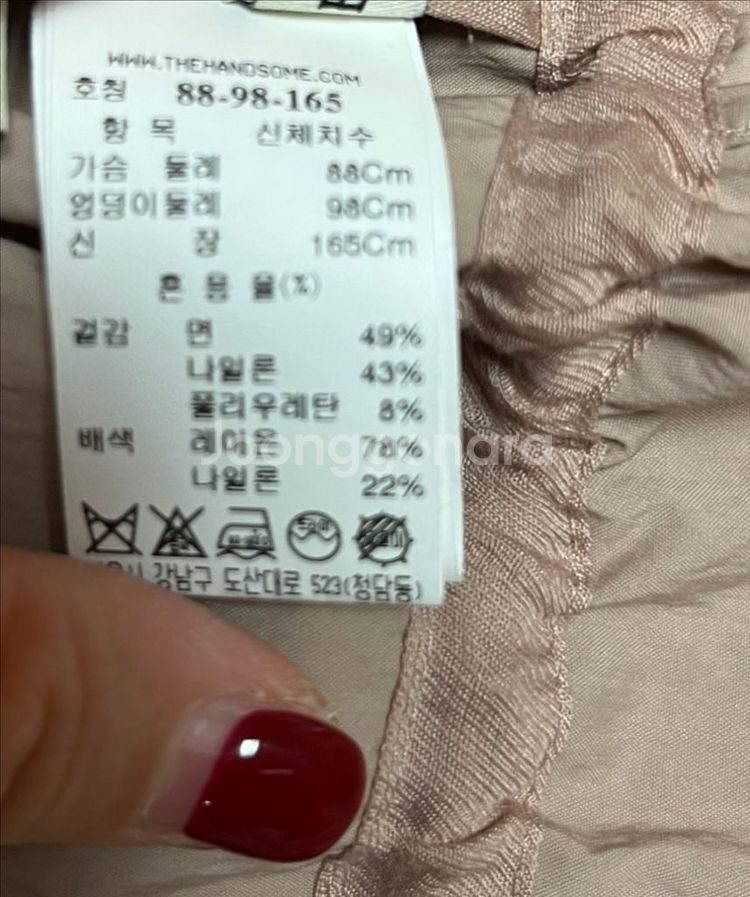 WWW.THEHANDSOME.COM
호칭 88-98-165
항 목 신체치수
가슴 둘레 88Cm
엉덩이둘레 98Cm
신 장 165Cm
혼 용 율(%)
겉감 면 49%
나일론 43%
폴리우레탄 8%
배색 레이온 78%
나일론 22%
Joonggonara
강남구 도산대로 523(청담동)